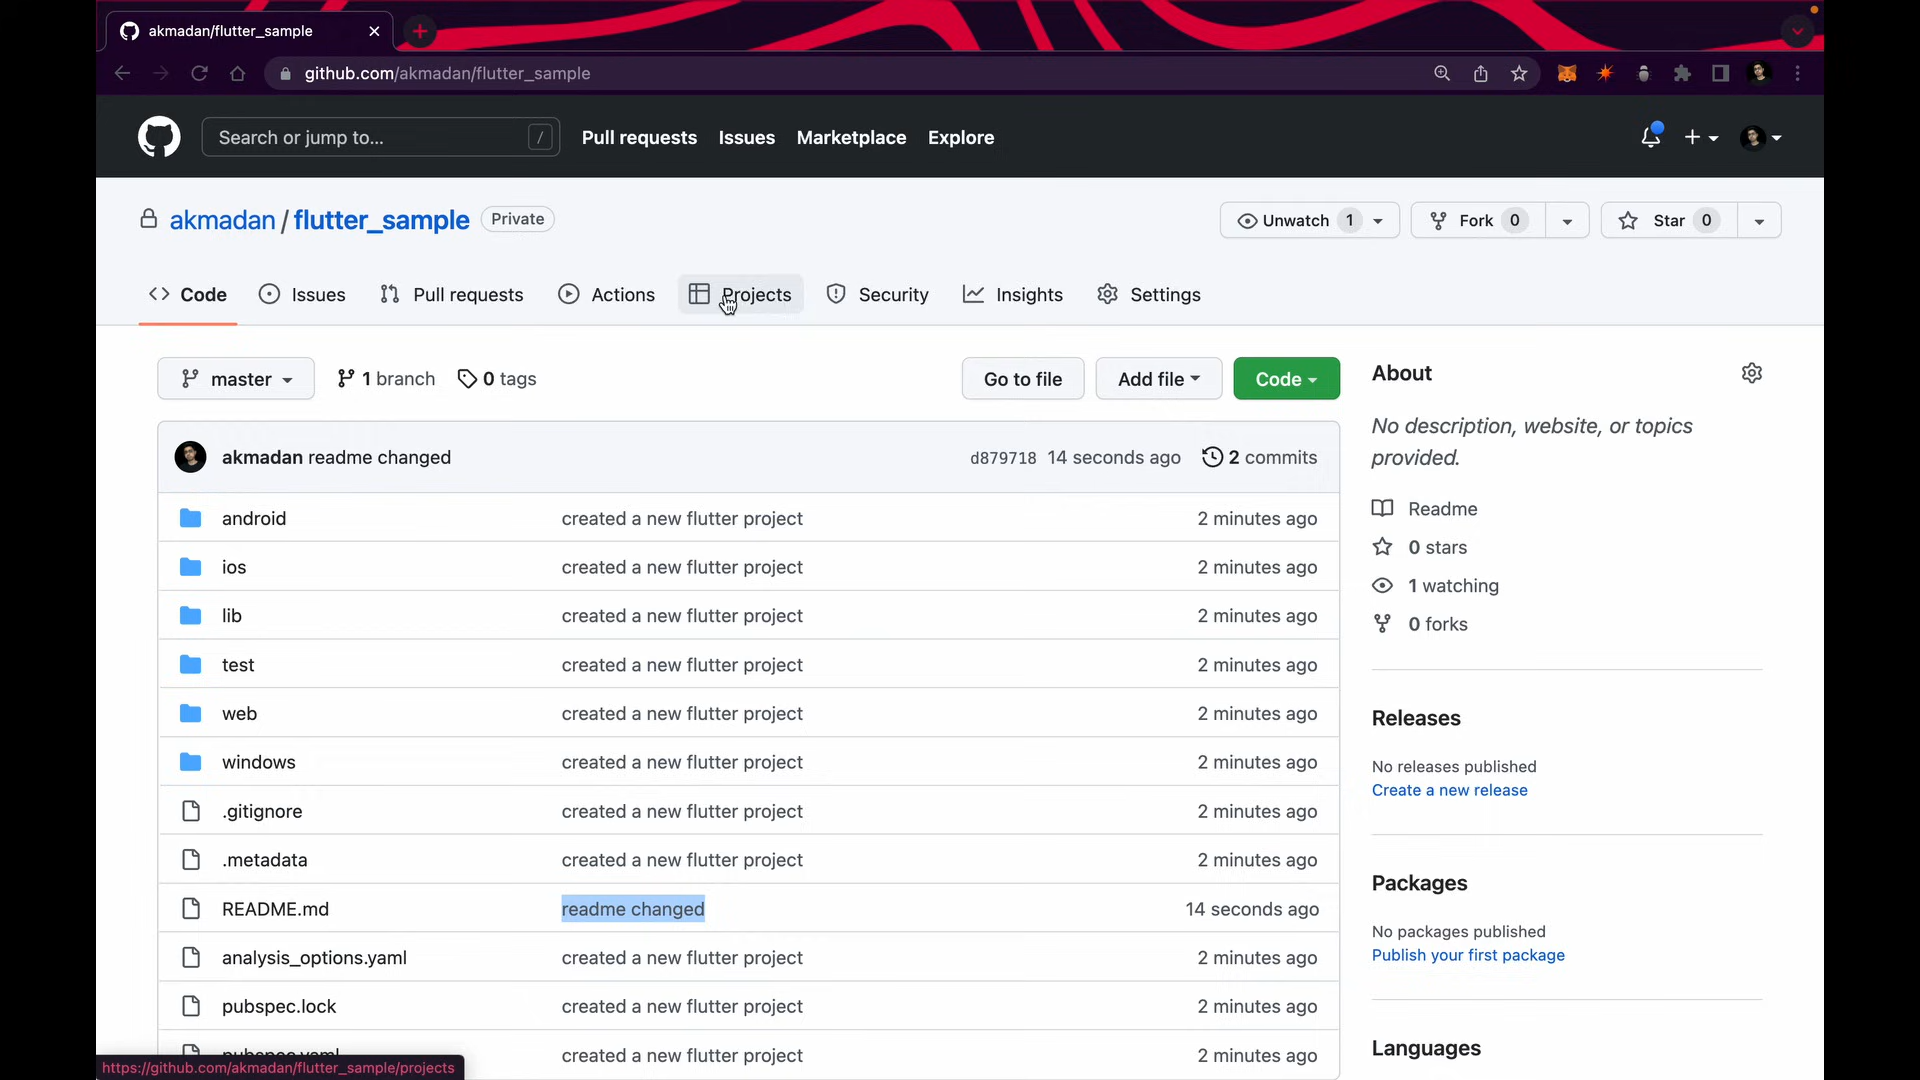 akmadan/flutter_sample
github.com/akmadan/flutter_sample
Search or jump to... / Pull requests Issues Marketplace Explore
akmadan / flutter_sample Private Unwatch 1 Fork 0 Star 0
Code Issues Pull requests Actions Projects Security Insights Settings
master 1 branch 0 tags Go to file Add file Code
akmadan readme changed d879718 14 seconds ago 2 commits
android created a new flutter project 2 minutes ago
ios created a new flutter project 2 minutes ago
lib created a new flutter project 2 minutes ago
test created a new flutter project 2 minutes ago
web created a new flutter project 2 minutes ago
windows created a new flutter project 2 minutes ago
.gitignore created a new flutter project 2 minutes ago
.metadata created a new flutter project 2 minutes ago
README.md readme changed 14 seconds ago
analysis_options.yaml created a new flutter project 2 minutes ago
pubspec.lock created a new flutter project 2 minutes ago
pubspec.yaml created a new flutter project 2 minutes ago
About
No description, website, or topics
provided.
Readme
0 stars
1 watching
0 forks
Releases
No releases published
Create a new release
Packages
No packages published
Publish your first package
Languages
https://github.com/akmadan/flutter_sample/projects